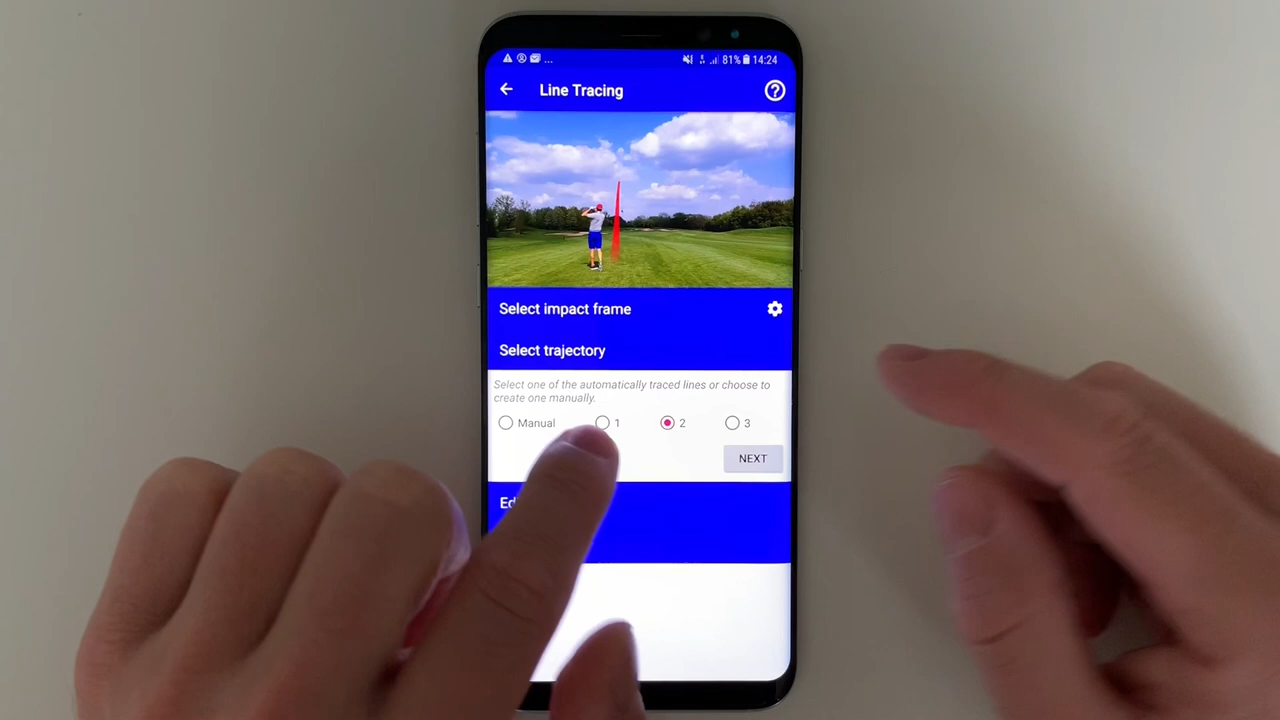 ... 81% 14:24
Line Tracing
Select impact frame
Select trajectory
Select one of the automatically traced lines or choose to
create one manually.
Manual 1 2 3
NEXT